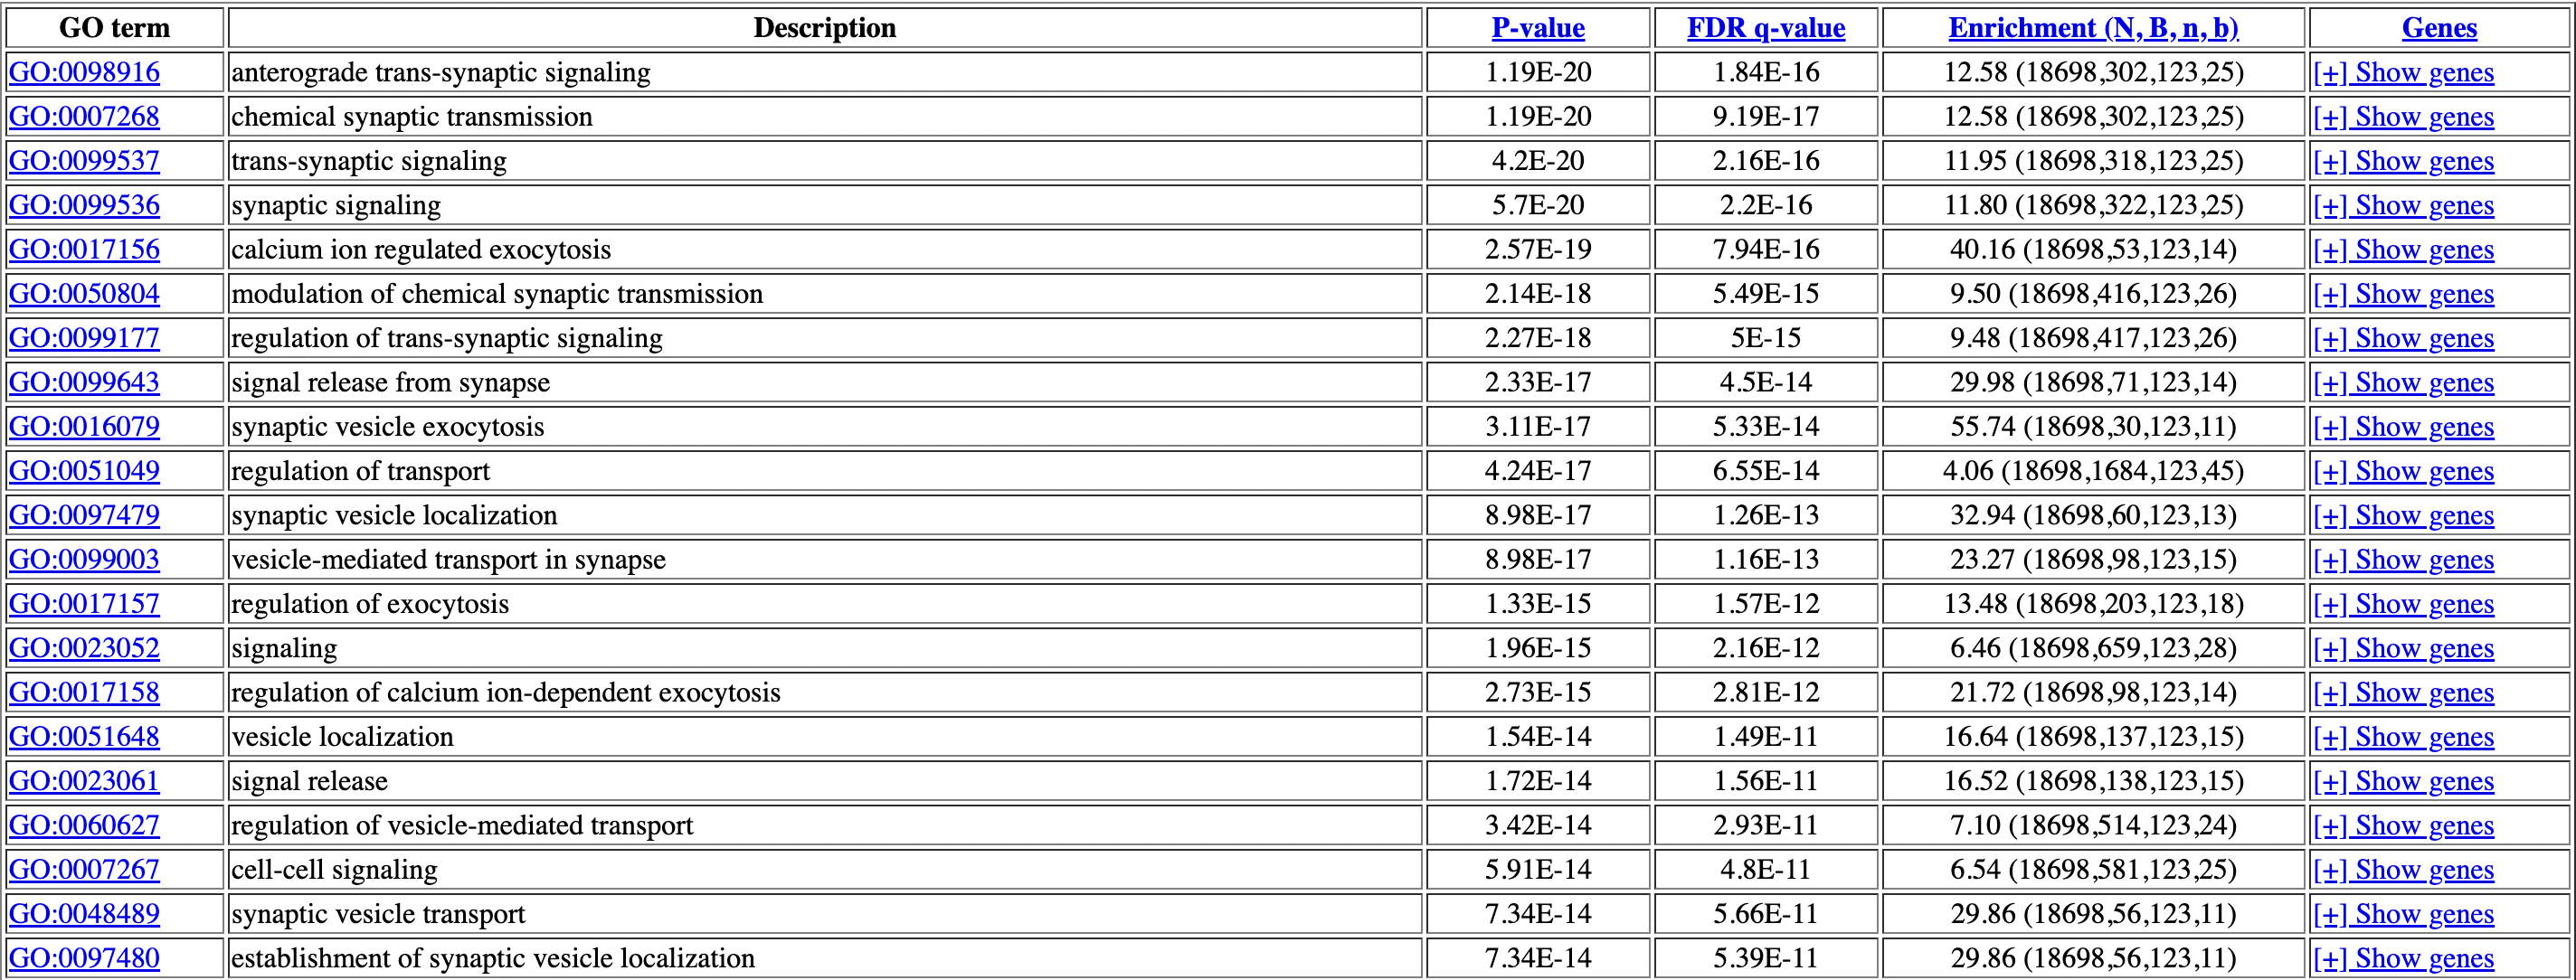 GO term Description P-value FDR q-value Enrichment (N, B, n, b) Genes
GO:0098916 anterograde trans-synaptic signaling 1.19E-20 1.84E-16 12.58 (18698,302,123,25) [+] Show genes
GO:0007268 chemical synaptic transmission 1.19E-20 9.19E-17 12.58 (18698,302,123,25) [+] Show genes
GO:0099537 trans-synaptic signaling 4.2E-20 2.16E-16 11.95 (18698,318,123,25) [+] Show genes
GO:0099536 synaptic signaling 5.7E-20 2.2E-16 11.80 (18698,322,123,25) [+] Show genes
GO:0017156 calcium ion regulated exocytosis 2.57E-19 7.94E-16 40.16 (18698,53,123,14) [+] Show genes
GO:0050804 modulation of chemical synaptic transmission 2.14E-18 5.49E-15 9.50 (18698,416,123,26) [+] Show genes
GO:0099177 regulation of trans-synaptic signaling 2.27E-18 5E-15 9.48 (18698,417,123,26) [+] Show genes
GO:0099643 signal release from synapse 2.33E-17 4.5E-14 29.98 (18698,71,123,14) [+] Show genes
GO:0016079 synaptic vesicle exocytosis 3.11E-17 5.33E-14 55.74 (18698,30,123,11) [+] Show genes
GO:0051049 regulation of transport 4.24E-17 6.55E-14 4.06 (18698,1684,123,45) [+] Show genes
GO:0097479 synaptic vesicle localization 8.98E-17 1.26E-13 32.94 (18698,60,123,13) [+] Show genes
GO:0099003 vesicle-mediated transport in synapse 8.98E-17 1.16E-13 23.27 (18698,98,123,15) [+] Show genes
GO:0017157 regulation of exocytosis 1.33E-15 1.57E-12 13.48 (18698,203,123,18) [+] Show genes
GO:0023052 signaling 1.96E-15 2.16E-12 6.46 (18698,659,123,28) [+] Show genes
GO:0017158 regulation of calcium ion-dependent exocytosis 2.73E-15 2.81E-12 21.72 (18698,98,123,14) [+] Show genes
GO:0051648 vesicle localization 1.54E-14 1.49E-11 16.64 (18698,137,123,15) [+] Show genes
GO:0023061 signal release 1.72E-14 1.56E-11 16.52 (18698,138,123,15) [+] Show genes
GO:0060627 regulation of vesicle-mediated transport 3.42E-14 2.93E-11 7.10 (18698,514,123,24) [+] Show genes
GO:0007267 cell-cell signaling 5.91E-14 4.8E-11 6.54 (18698,581,123,25) [+] Show genes
GO:0048489 synaptic vesicle transport 7.34E-14 5.66E-11 29.86 (18698,56,123,11) [+] Show genes
GO:0097480 establishment of synaptic vesicle localization 7.34E-14 5.39E-11 29.86 (18698,56,123,11) [+] Show genes